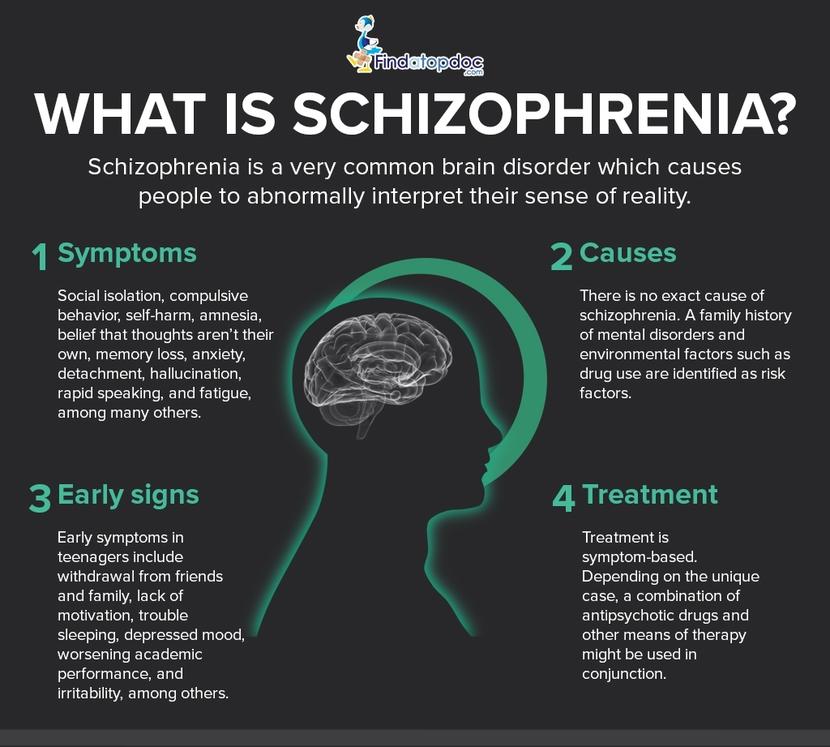 Findatopdoc
.com
WHAT IS SCHIZOPHRENIA?
Schizophrenia is a very common brain disorder which causes
people to abnormally interpret their sense of reality.
1 Symptoms
Social isolation, compulsive
behavior, self-harm, amnesia,
belief that thoughts aren't their
own, memory loss, anxiety,
detachment, hallucination,
rapid speaking, and fatigue,
among many others.
2 Causes
There is no exact cause of
schizophrenia. A family history
of mental disorders and
environmental factors such as
drug use are identified as risk
factors.
3 Early signs
Early symptoms in
teenagers include
withdrawal from friends
and family, lack of
motivation, trouble
sleeping, depressed mood,
worsening academic
performance, and
irritability, among others.
4 Treatment
Treatment is
symptom-based.
Depending on the unique
case, a combination of
antipsychotic drugs and
other means of therapy
might be used in
conjunction.